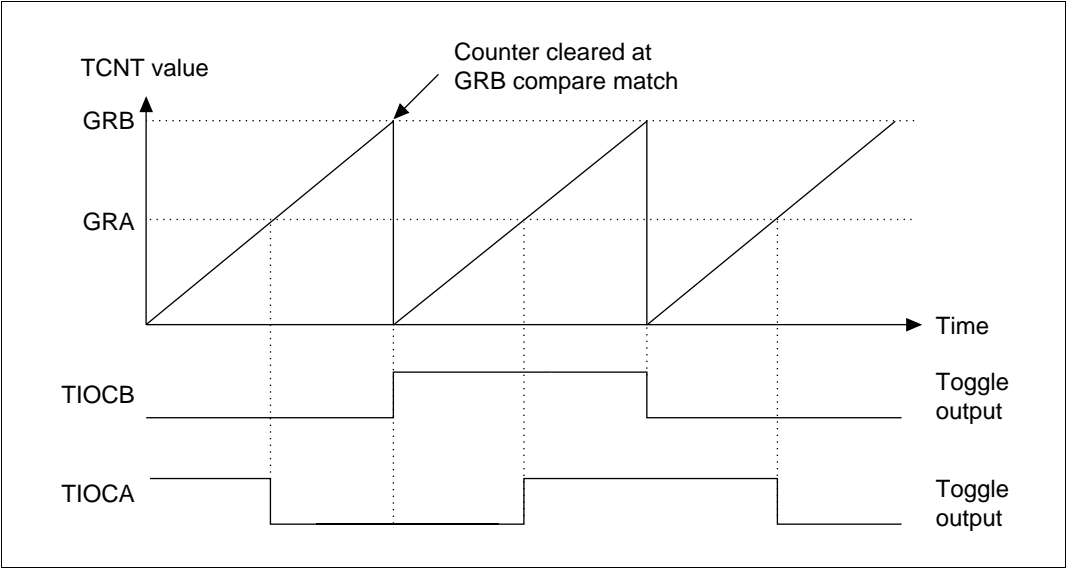 Counter cleared at
GRB compare match
TCNT value
GRB
GRA
Time
TIOCB
Toggle
output
TIOCA
Toggle
output